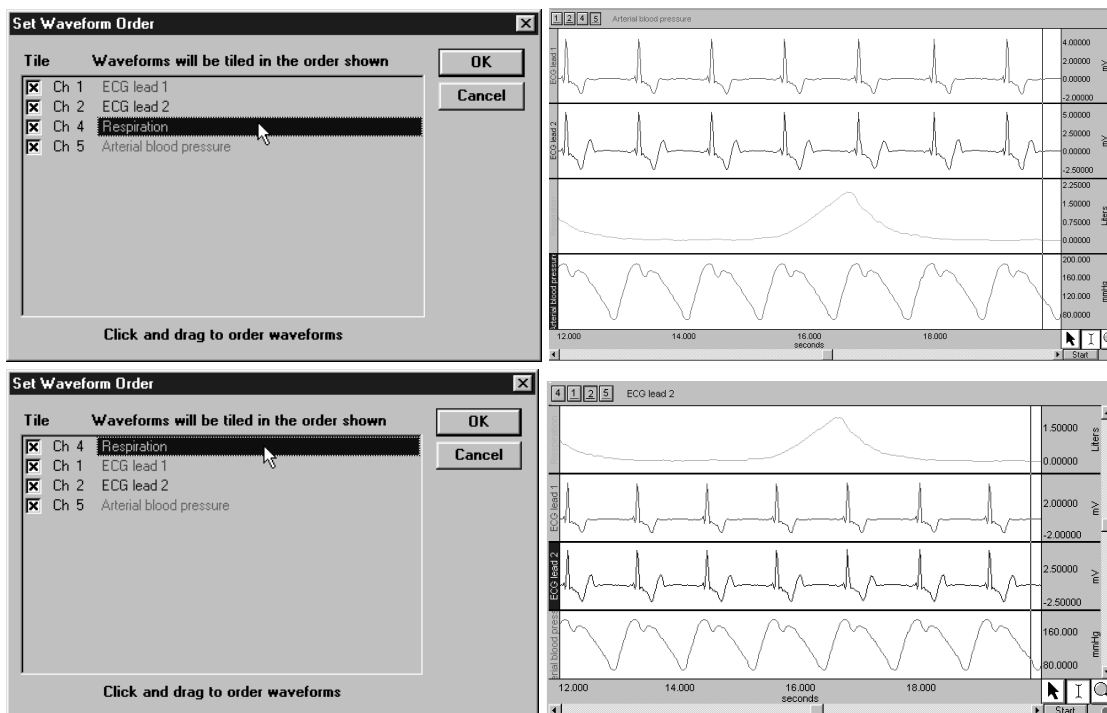 Set Waveform Order
Tile Waveforms will be tiled in the order shown
Ch 1 ECG lead 1
Ch 2 ECG lead 2
Ch 4 Respiration
Ch 5 Arterial blood pressure
OK
Cancel
Click and drag to order waveforms
1 2 4 5 Arterial blood pressure
ECG lead 1
4.00000
2.00000
0.00000
-2.00000
mV
ECG lead 2
5.00000
2.50000
0.00000
-2.50000
mV
2.25000
1.50000
0.75000
0.00000
Liters
Arterial blood pressure
200.000
160.000
120.000
80.0000
mmHg
12.000 14.000 16.000 18.000
seconds
Start
Set Waveform Order
Tile Waveforms will be tiled in the order shown
Ch 4 Respiration
Ch 1 ECG lead 1
Ch 2 ECG lead 2
Ch 5 Arterial blood pressure
OK
Cancel
Click and drag to order waveforms
4 1 2 5 ECG lead 2
1.50000
0.00000
Liters
ECG lead 1
2.00000
-2.00000
mV
ECG lead 2
2.50000
-2.50000
mV
erial blood press
160.000
80.0000
mmHg
12.000 14.000 16.000 18.000
seconds
Start